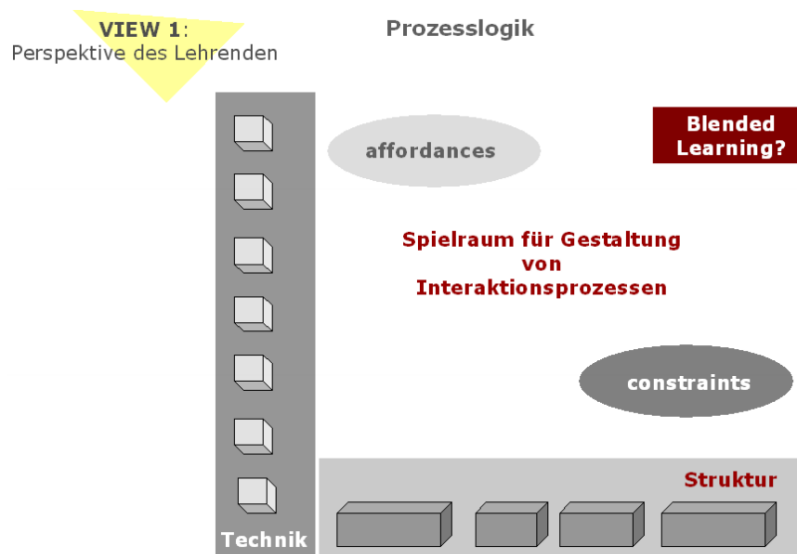 VIEW 1:
Perspektive des Lehrenden
Prozesslogik
affordances
Blended
Learning?
Spielraum für Gestaltung
von
Interaktionsprozessen
constraints
Struktur
Technik